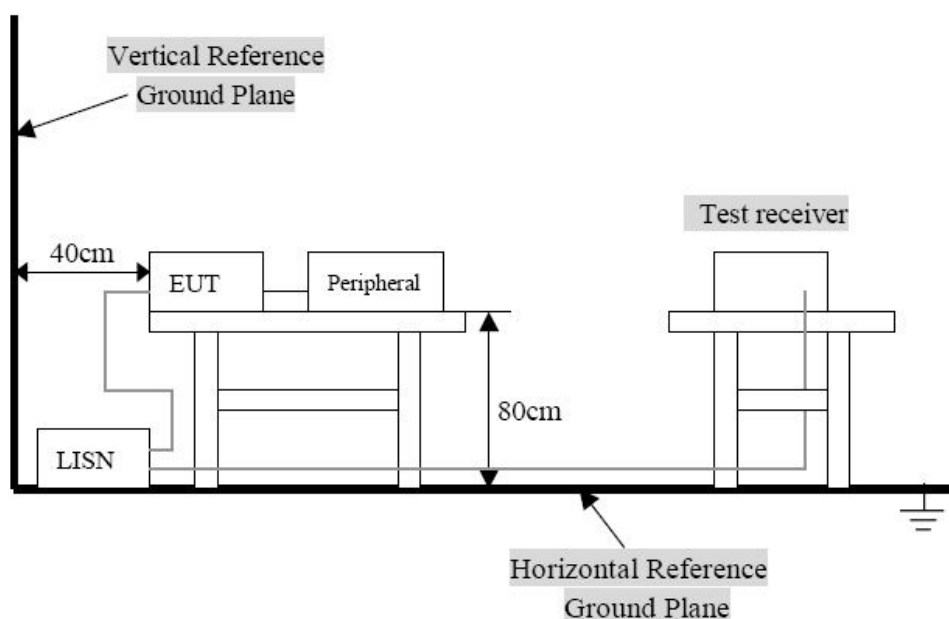 Vertical Reference
Ground Plane
Test receiver
40cm
EUT
Peripheral
80cm
LISN
Horizontal Reference
Ground Plane